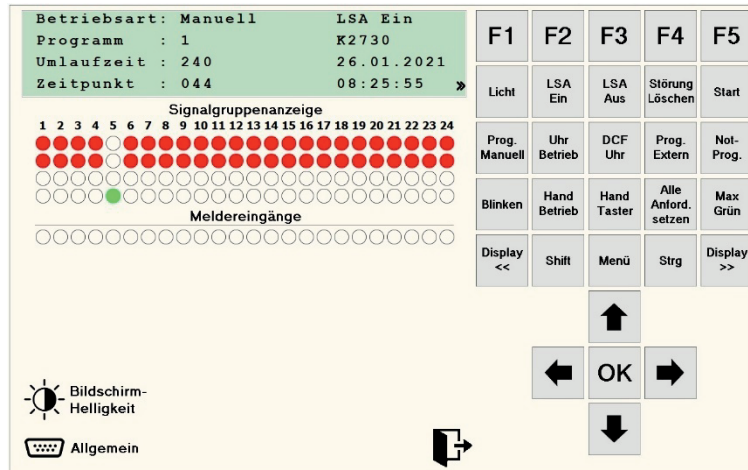 Betriebsart: Manuell LSA Ein
Programm : 1 K2730
Umlaufzeit : 240 26.01.2021
Zeitpunkt : 044 08:25:55 »
Signalgruppenanzeige
1 2 3 4 5 6 7 8 9 10 11 12 13 14 15 16 17 18 19 20 21 22 23 24
Meldereingänge
Bildschirm-
Helligkeit
Allgemein
F1 F2 F3 F4 F5
Licht
LSA
Ein
LSA
Aus
Störung
Löschen
Start
Prog.
Manuell
Uhr
Betrieb
DCF
Uhr
Prog.
Extern
Not-
Prog.
Blinken
Hand
Betrieb
Hand
Taster
Alle
Anford.
setzen
Max
Grün
Display
<<
Shift
Menü
Strg
Display
>>
OK